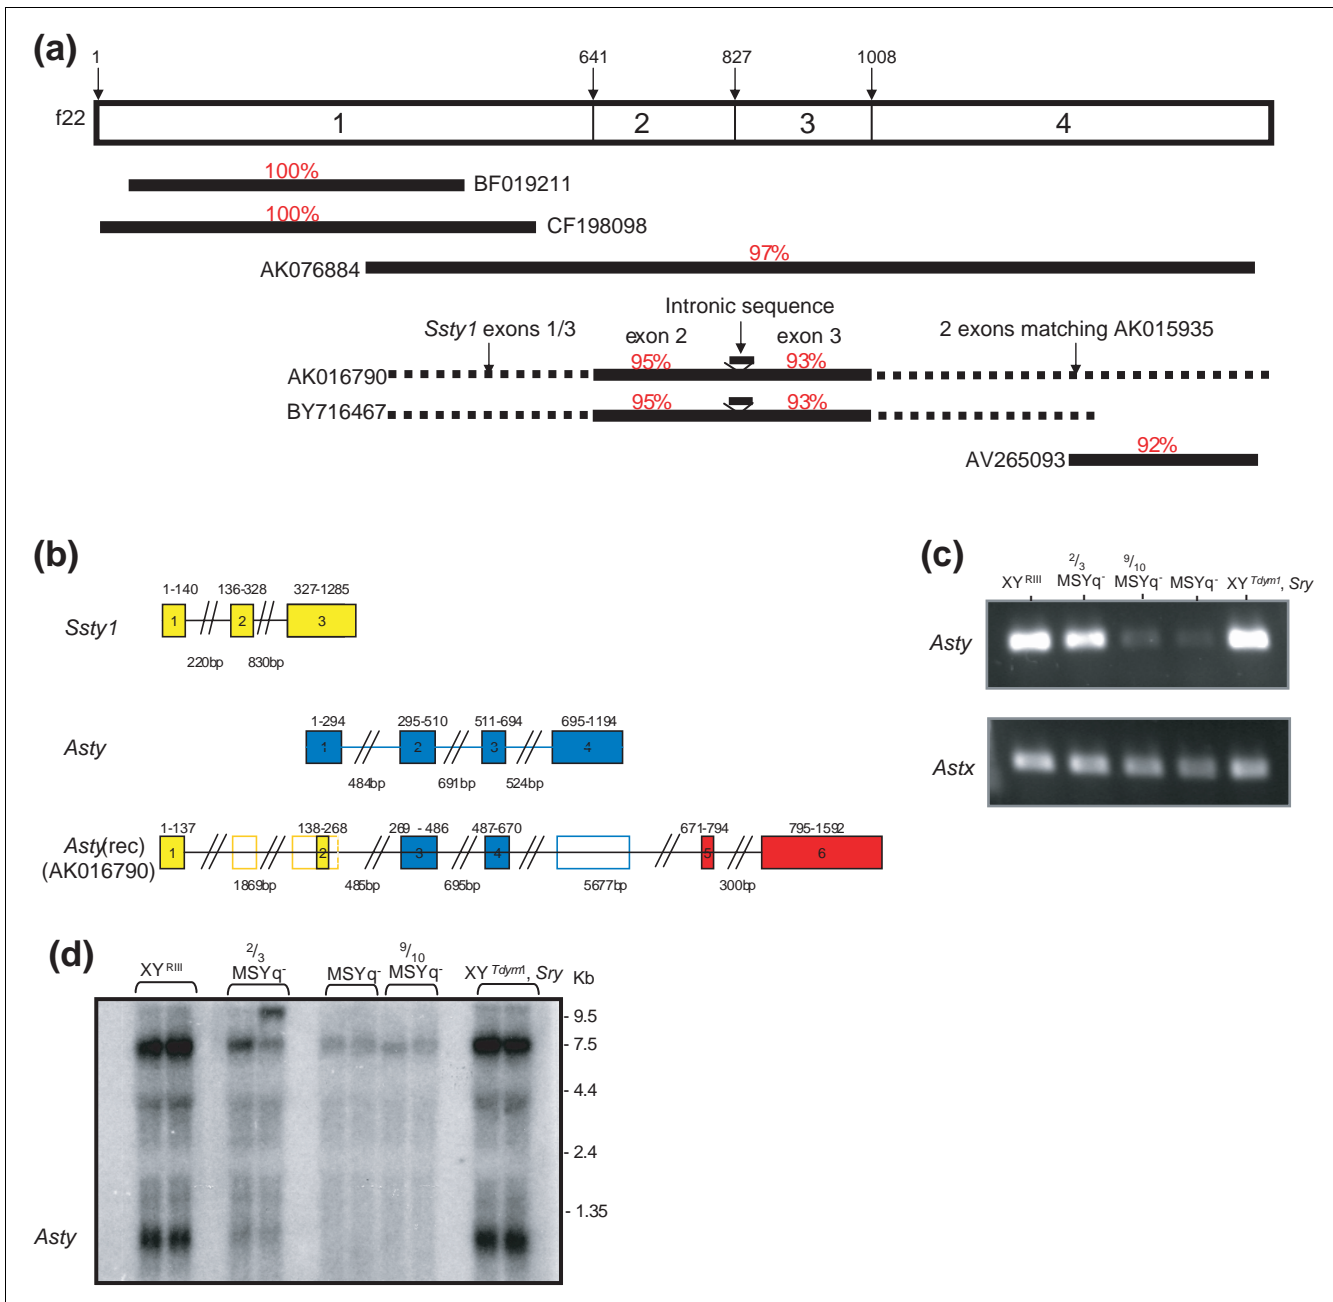 (a)
1 641 827 1008
f22 1 2 3 4
100%
BF019211
100%
CF198098
97%
AK076884
Intronic sequence
Ssty1 exons 1/3 exon 2 exon 3 2 exons matching AK015935
95% 93%
AK016790
95% 93%
BY716467
92%
AV265093
(b)
1-140 136-328 327-1285
Ssty1 1 2 3
220bp 830bp
1-294 295-510 511-694 695-1194
Asty 1 2 3 4
484bp 691bp 524bp
1-137 138-268 269 - 486 487-670 671-794 795-1592
Asty(rec) 1 2 3 4 5 6
(AK016790)
1869bp 485bp 695bp 5677bp 300bp
(c)
2/3 9/10
XY RIII MSYq- MSYq- MSYq- XY Tdym1, Sry
Asty
Astx
(d)
2/3 9/10
XY RIII MSYq- MSYq- MSYq- XY Tdym1, Sry Kb
- 9.5
- 7.5
- 4.4
- 2.4
- 1.35
Asty